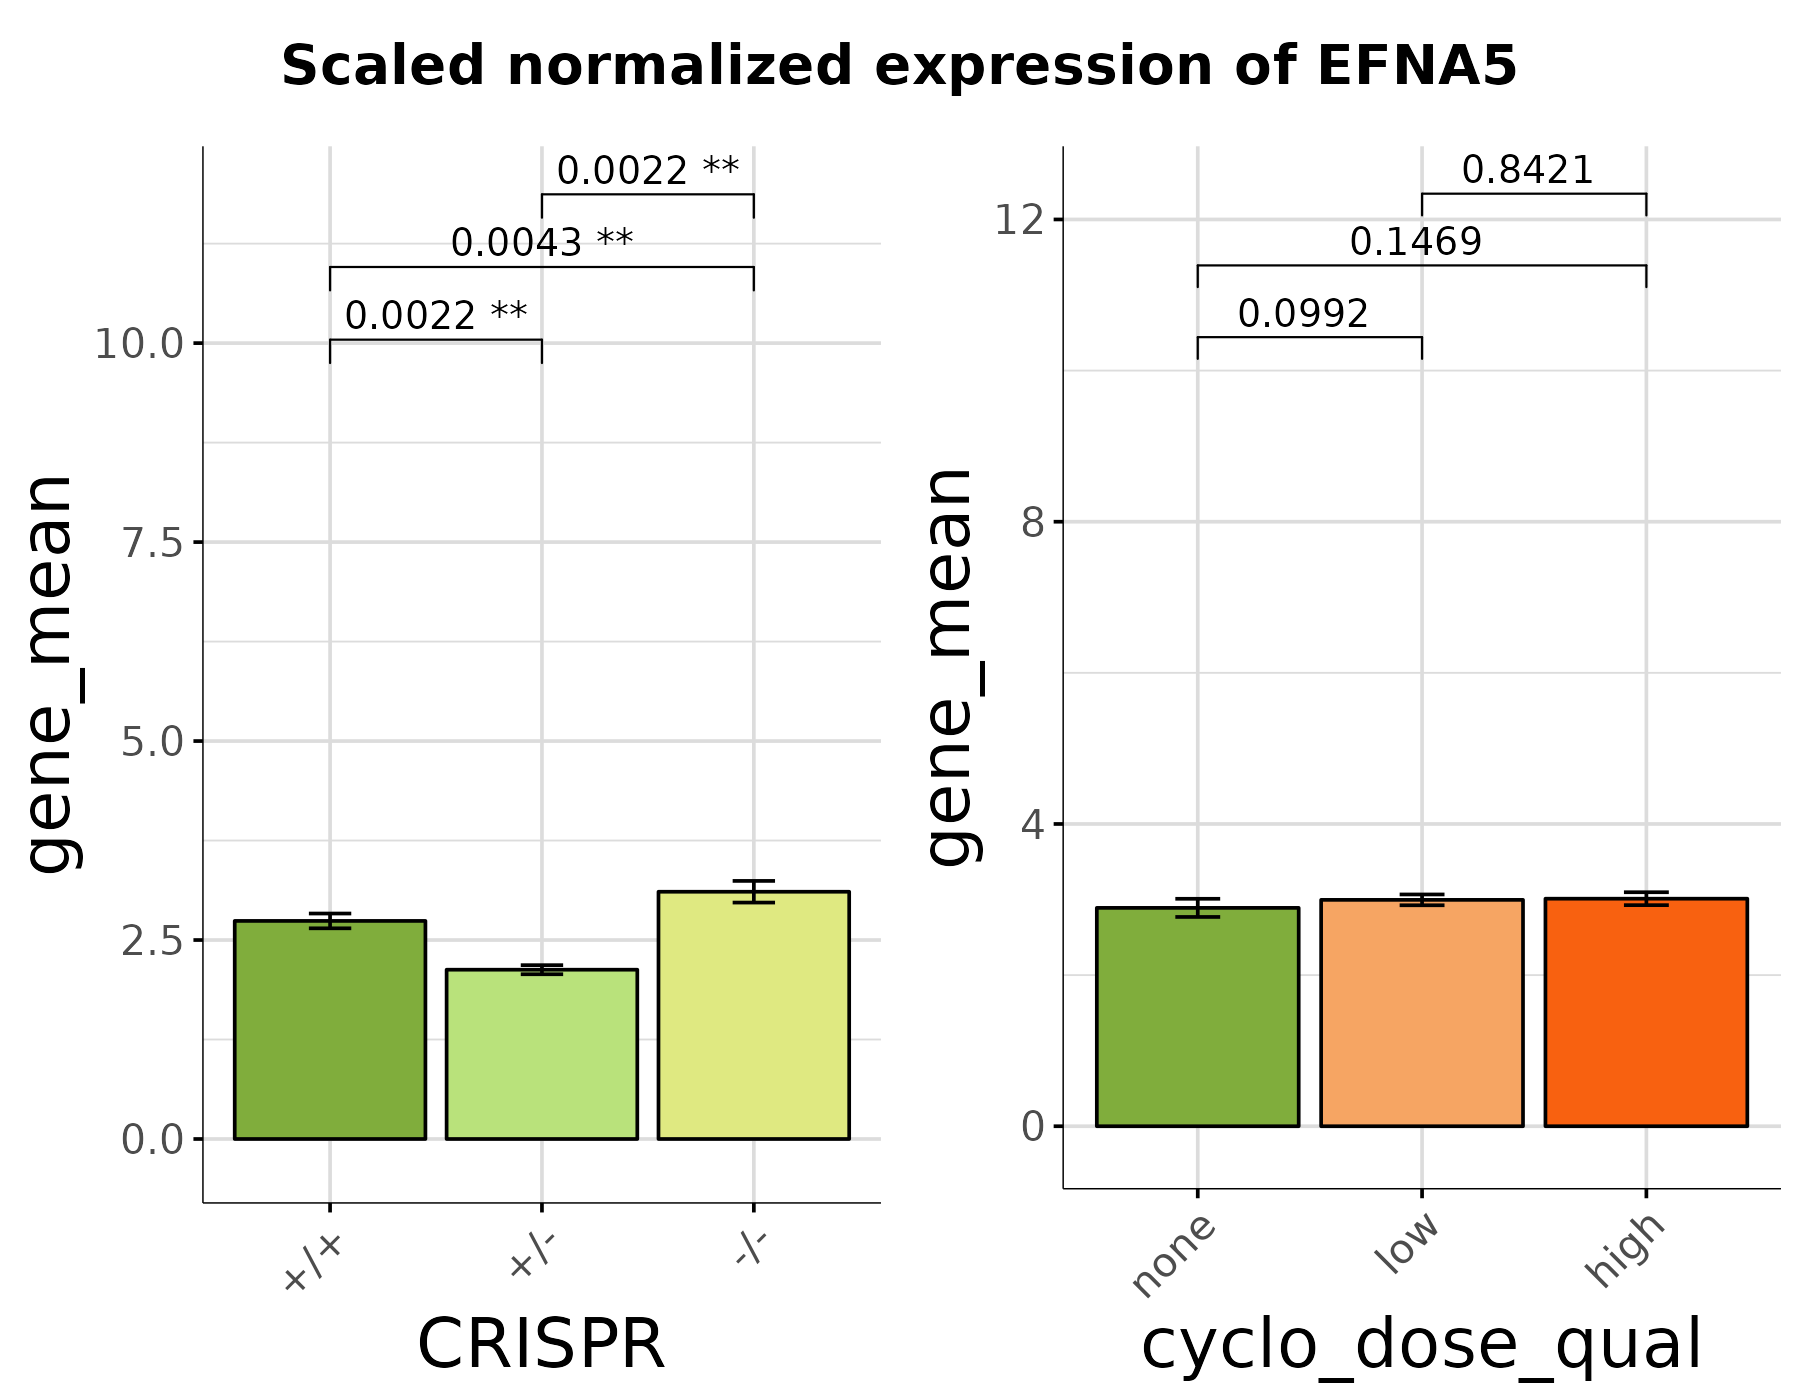 Scaled normalized expression of EFNA5
gene_mean
10.0
7.5
5.0
2.5
0.0
0.0022 **
0.0043 **
0.0022 **
+/+
+/-
-/-
CRISPR
gene_mean
12
8
4
0
0.8421
0.1469
0.0992
none
low
high
cyclo_dose_qual